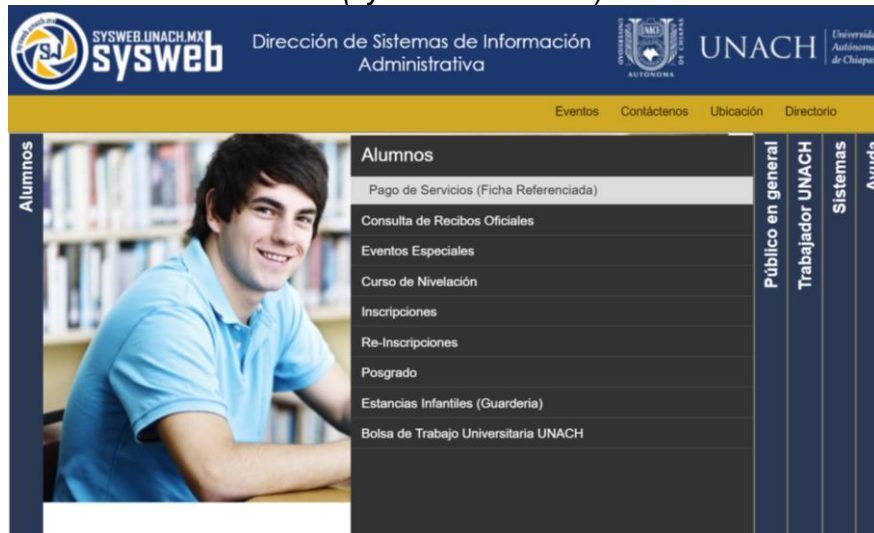 SYSWEB.UNACH.MX
sysweb
Dirección de Sistemas de Información
Administrativa
AUTONOMA
UNACH
Eventos
Contáctenos
Ubicación
Directorio
Alumnos
Alumnos
Pago de Servicios (Ficha Referenciada)
Consulta de Recibos Oficiales
Eventos Especiales
Curso de Nivelación
Inscripciones
Re-Inscripciones
Posgrado
Estancias Infantiles (Guarderia)
Bolsa de Trabajo Universitaria UNACH
Público en general
Trabajador UNACH
Sistemas